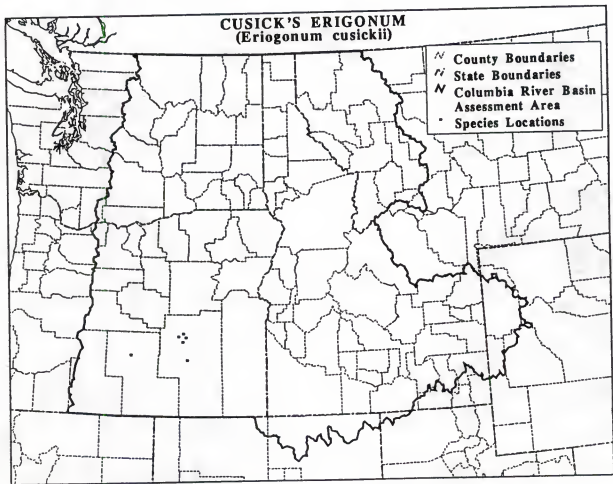 CUSICK'S ERIGONUM
(Eriogonum cusickii)
County Boundaries
State Boundaries
Columbia River Basin
Assessment Area
Species Locations